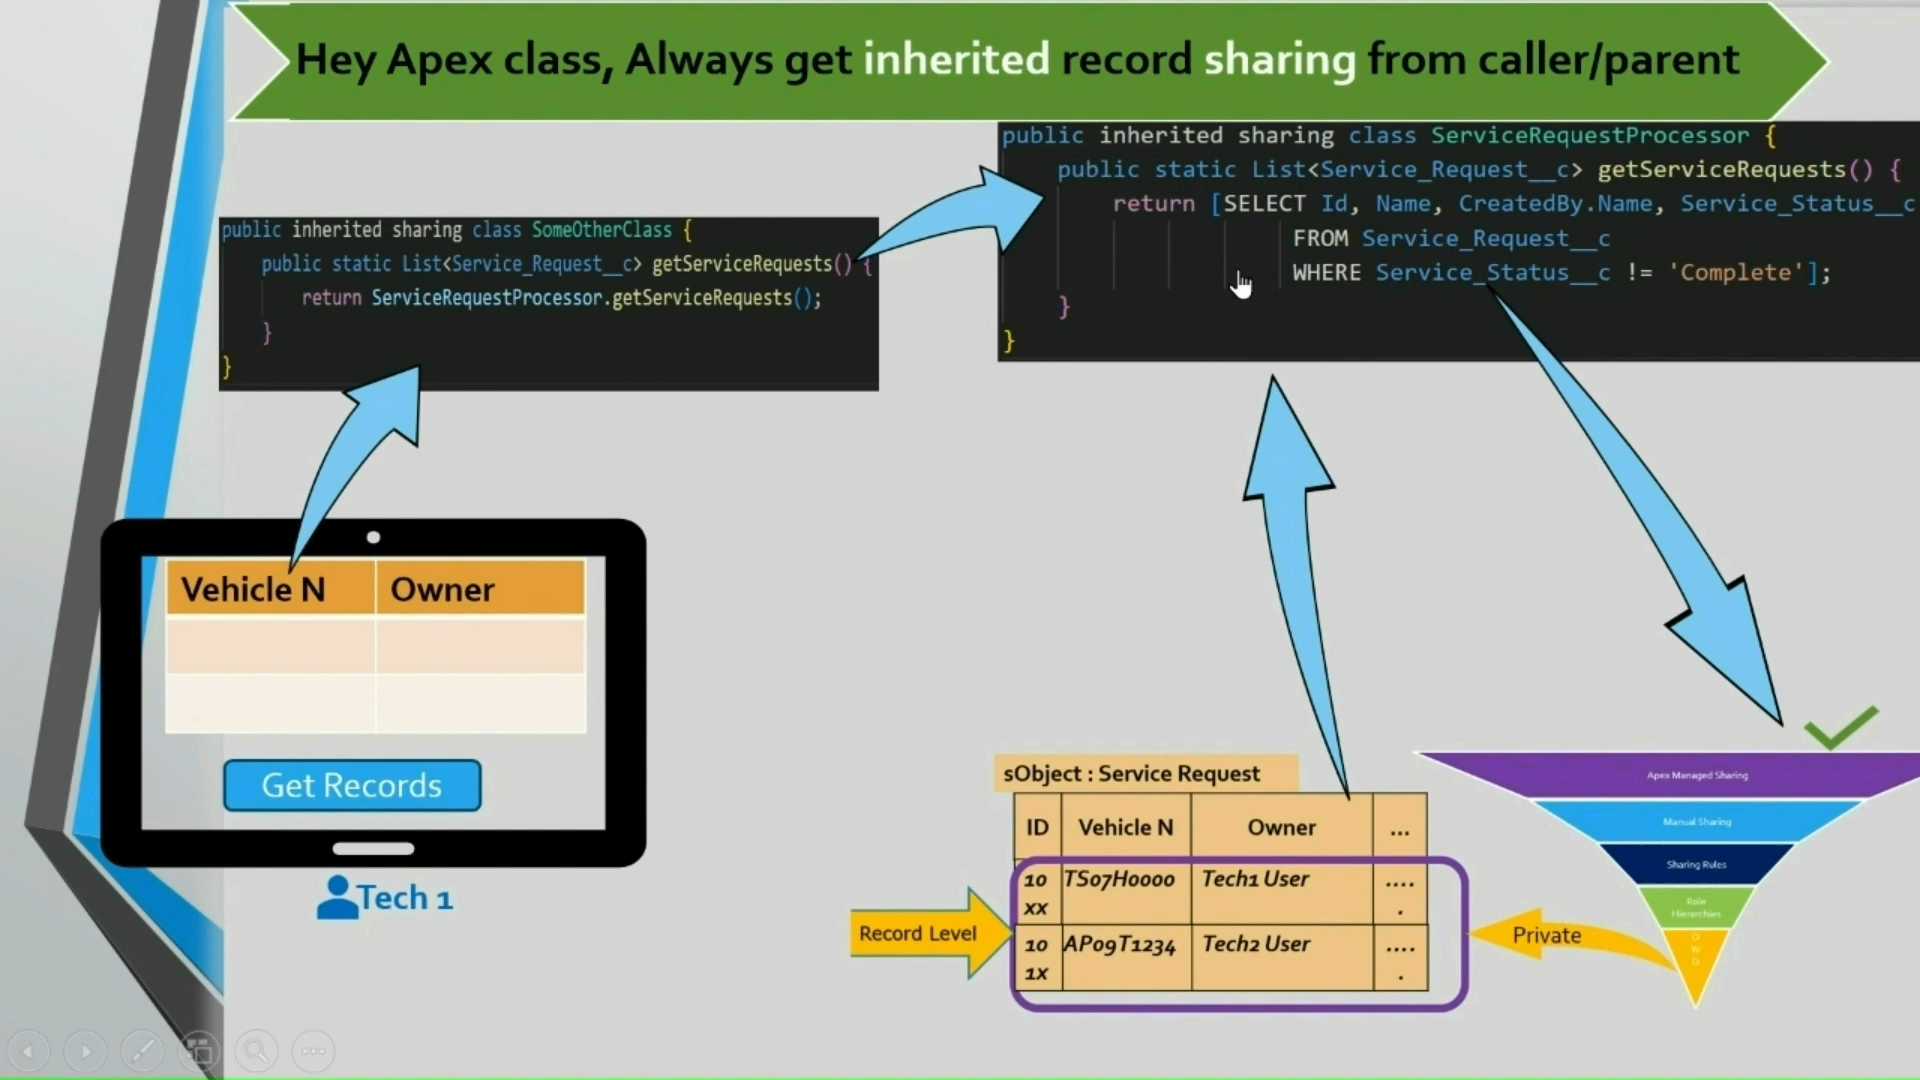 Hey Apex class, Always get inherited record sharing from caller/parent
public inherited sharing class SomeOtherClass {
public static List<Service_Request__c> getServiceRequests() {
return ServiceRequestProcessor.getServiceRequests();
}
}
public inherited sharing class ServiceRequestProcessor {
public static List<Service_Request__c> getServiceRequests() {
return [SELECT Id, Name, CreatedBy.Name, Service_Status__c
FROM Service_Request__c
WHERE Service_Status__c != 'Complete'];
}
}
Vehicle N Owner
Get Records
Tech 1
sObject : Service Request
ID Vehicle N Owner ...
10 TS07H0000 Tech1 User ....
xx .
10 AP09T1234 Tech2 User ....
1x .
Record Level
Private
Apex Managed Sharing
Manual Sharing
Sharing Rules
Role
Hierarchies
O
W
D